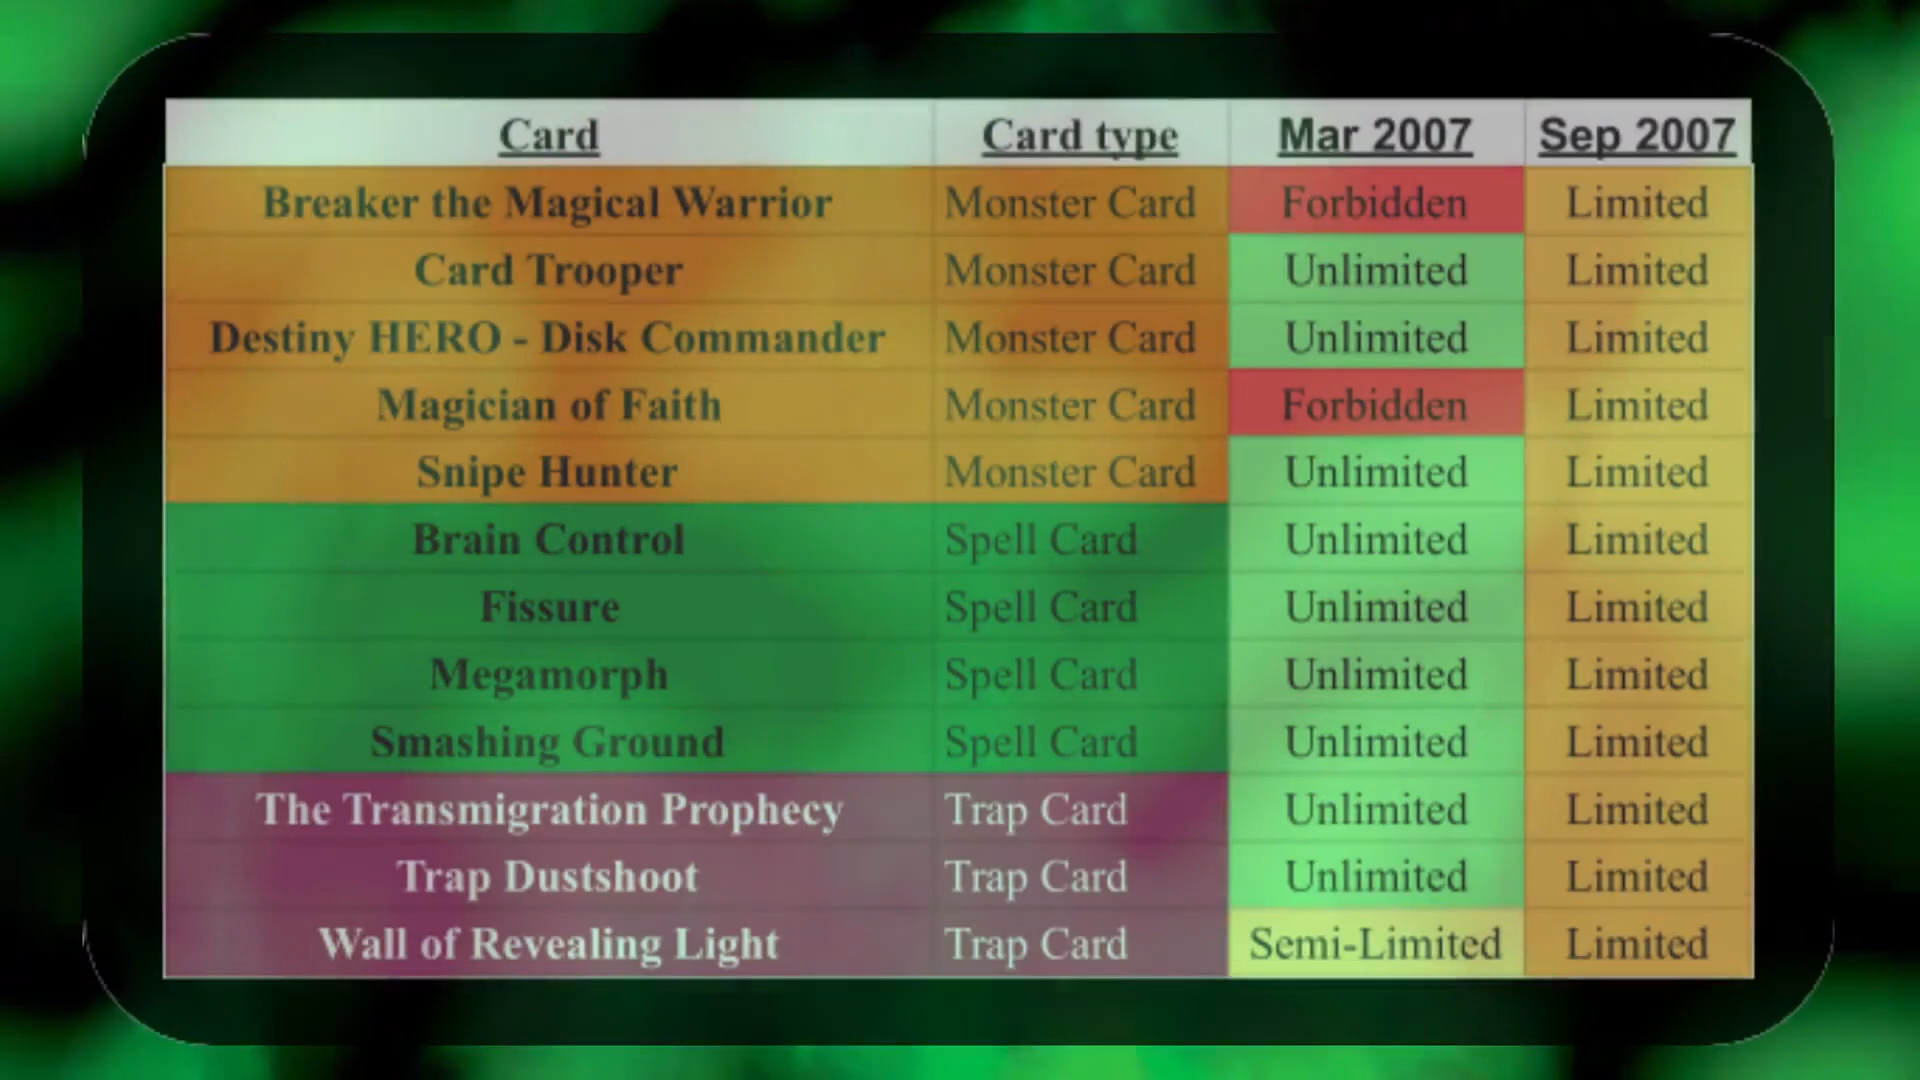 Card Card type Mar 2007 Sep 2007
Breaker the Magical Warrior Monster Card Forbidden Limited
Card Trooper Monster Card Unlimited Limited
Destiny HERO - Disk Commander Monster Card Unlimited Limited
Magician of Faith Monster Card Forbidden Limited
Snipe Hunter Monster Card Unlimited Limited
Brain Control Spell Card Unlimited Limited
Fissure Spell Card Unlimited Limited
Megamorph Spell Card Unlimited Limited
Smashing Ground Spell Card Unlimited Limited
The Transmigration Prophecy Trap Card Unlimited Limited
Trap Dustshoot Trap Card Unlimited Limited
Wall of Revealing Light Trap Card Semi-Limited Limited